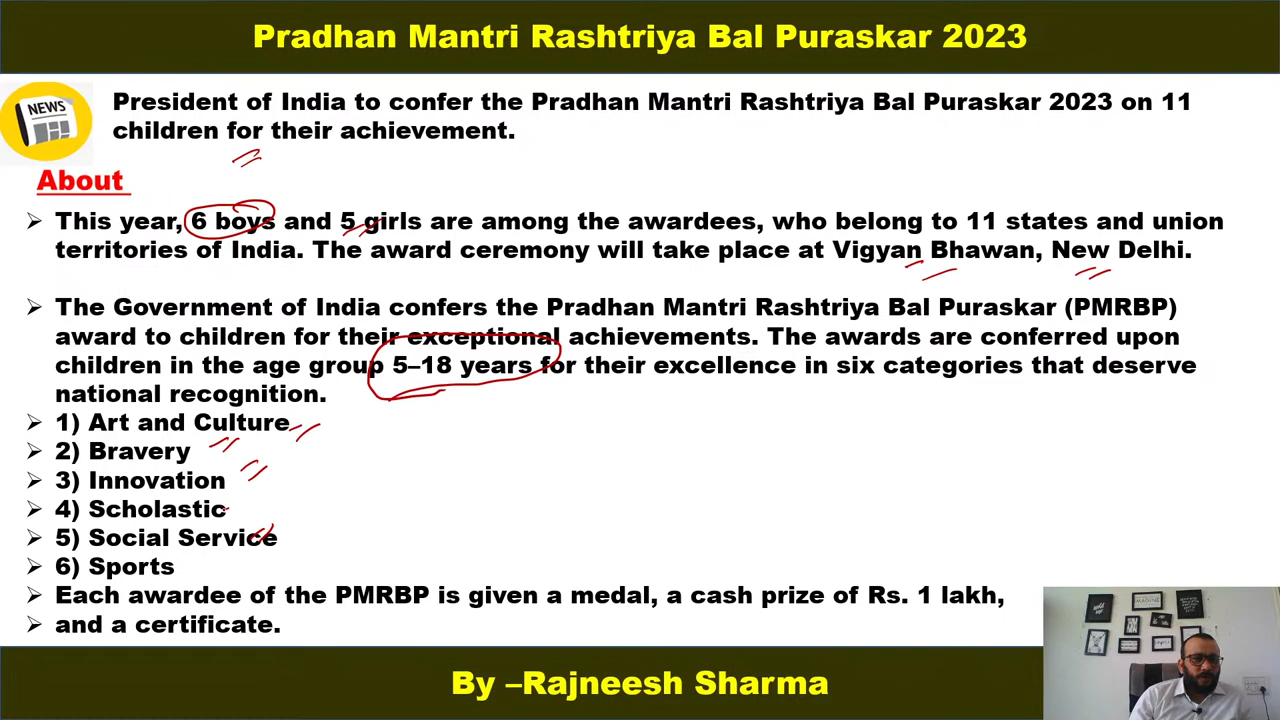 Pradhan Mantri Rashtriya Bal Puraskar 2023
NEWS
President of India to confer the Pradhan Mantri Rashtriya Bal Puraskar 2023 on 11
children for their achievement.
About
This year, 6 boys and 5 girls are among the awardees, who belong to 11 states and union
territories of India. The award ceremony will take place at Vigyan Bhawan, New Delhi.
The Government of India confers the Pradhan Mantri Rashtriya Bal Puraskar (PMRBP)
award to children for their exceptional achievements. The awards are conferred upon
children in the age group 5–18 years for their excellence in six categories that deserve
national recognition.
1) Art and Culture
2) Bravery
3) Innovation
4) Scholastic
5) Social Service
6) Sports
Each awardee of the PMRBP is given a medal, a cash prize of Rs. 1 lakh,
and a certificate.
By –Rajneesh Sharma